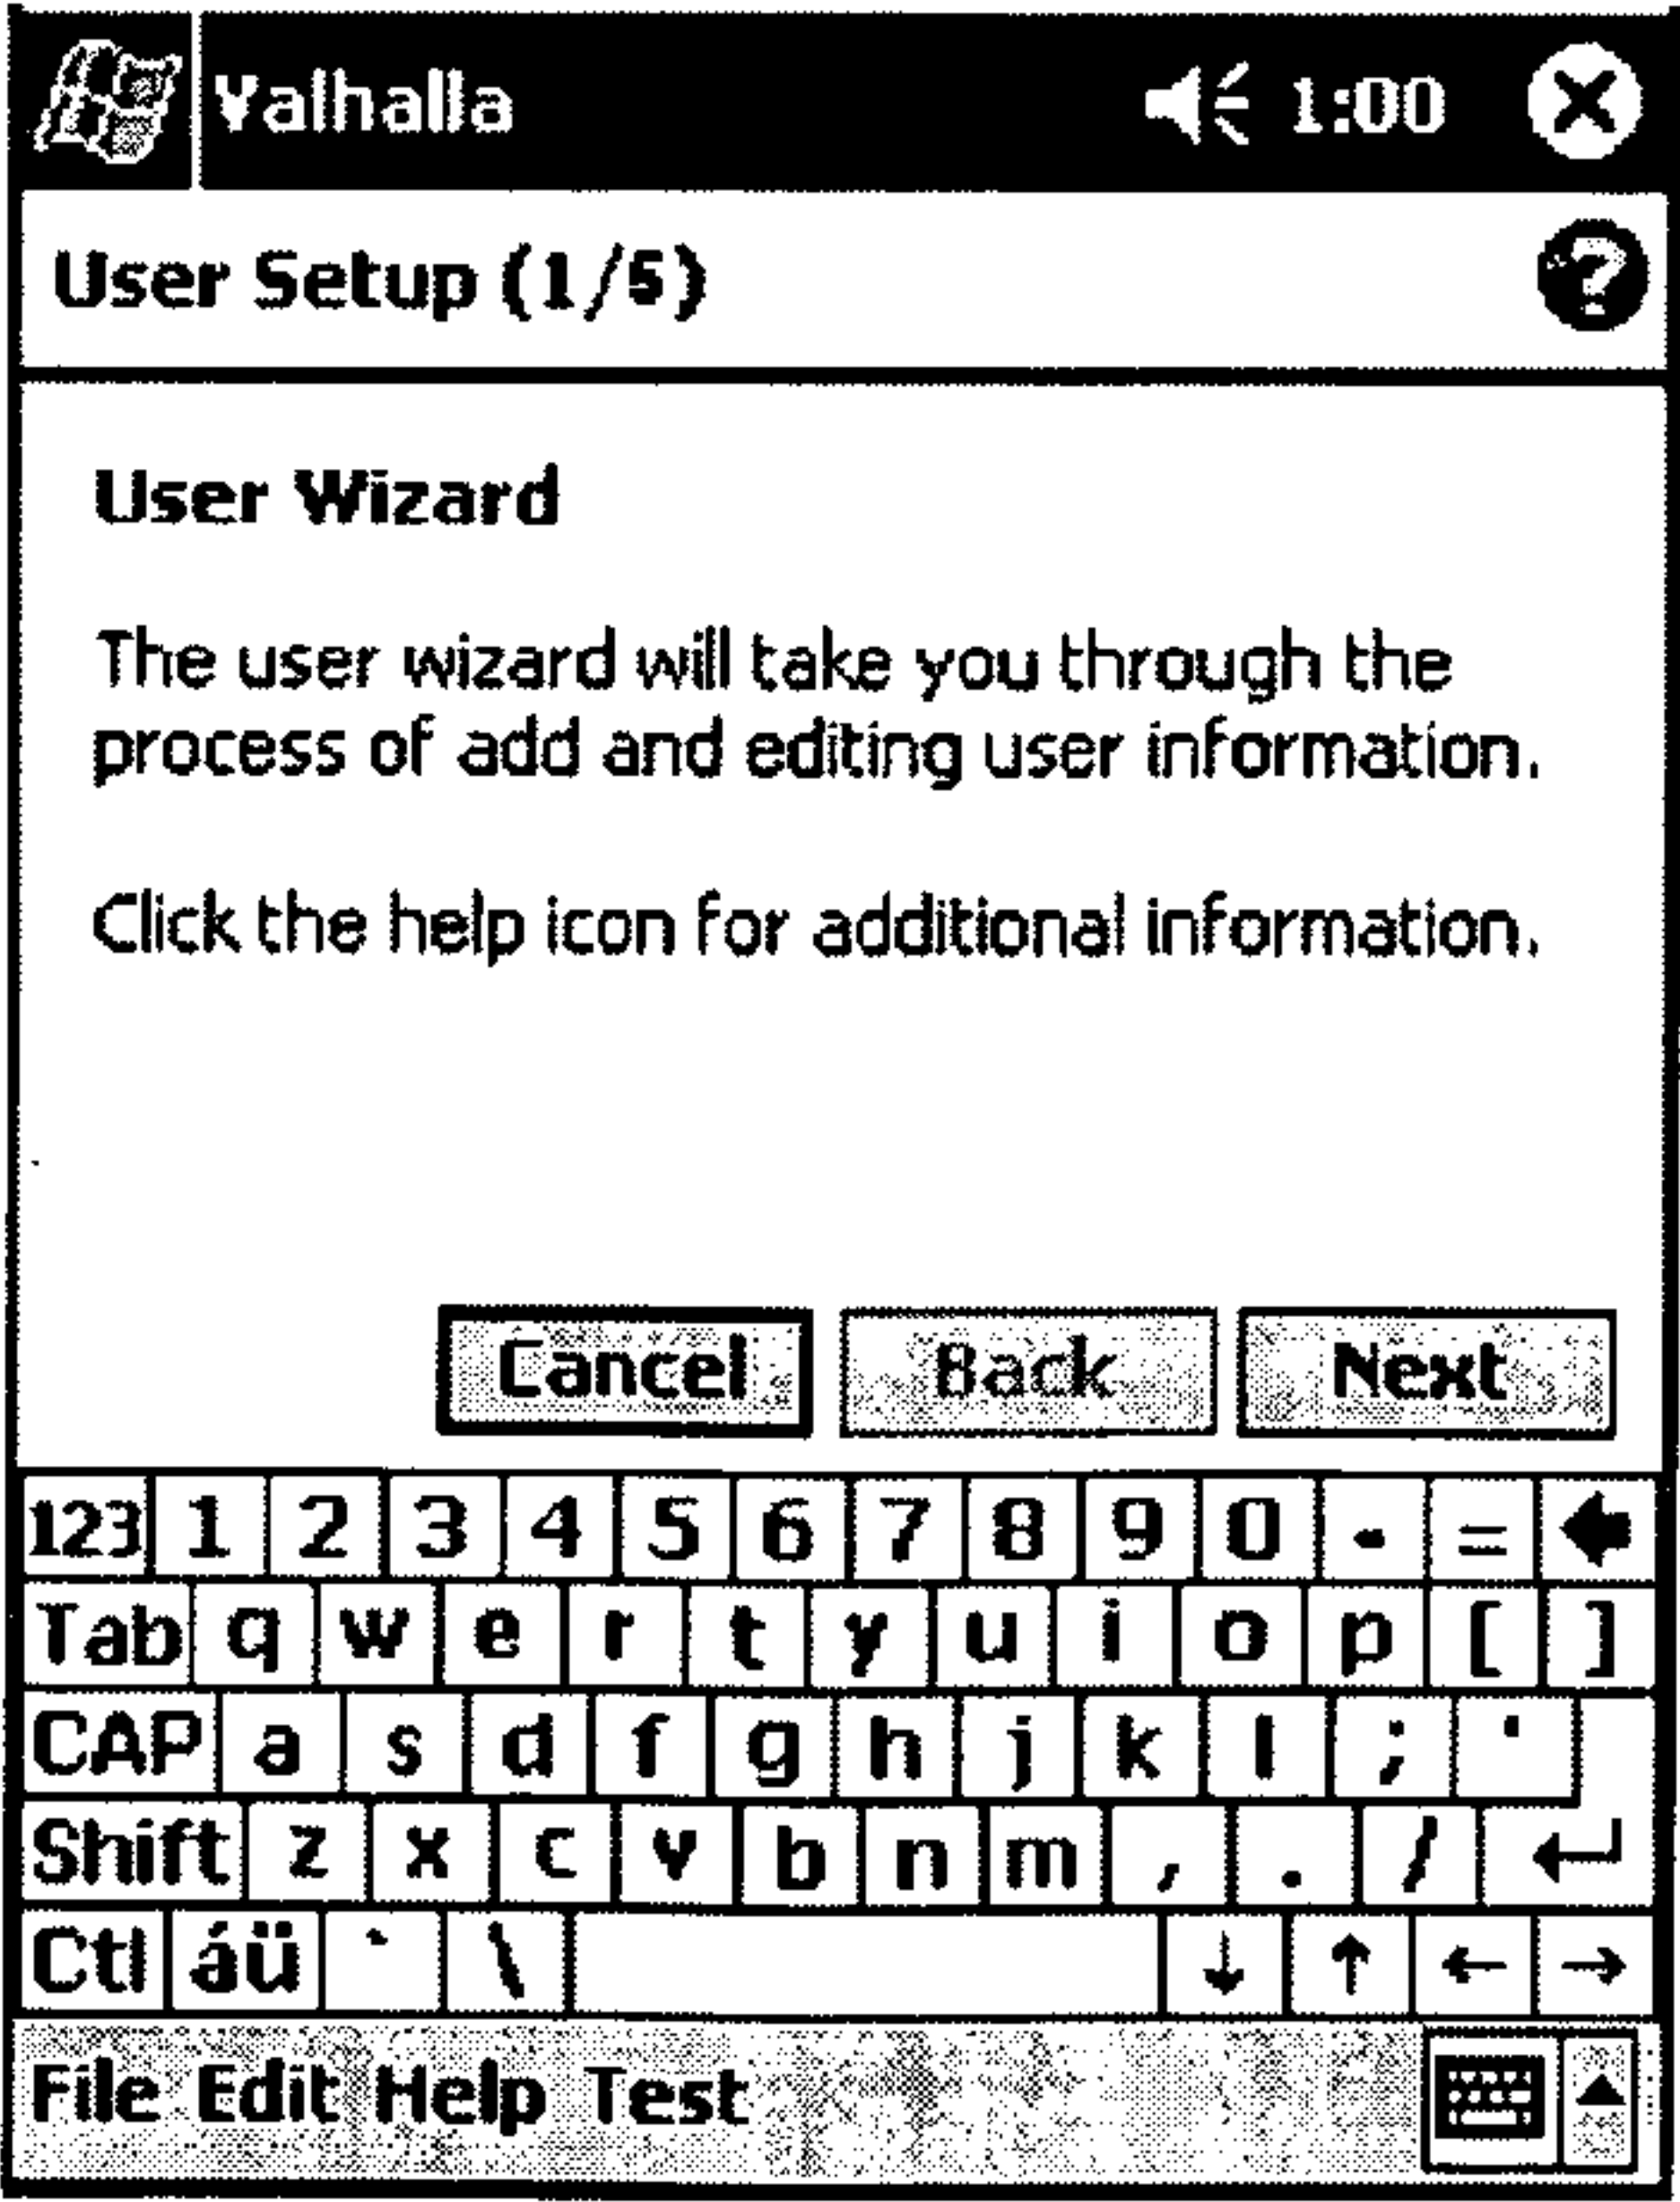 Valhalla 1:00
User Setup (1/5) ?
User Wizard
The user wizard will take you through the
process of add and editing user information.
Click the help icon for additional information.
Cancel Back Next
123 1 2 3 4 5 6 7 8 9 0 - =
Tab q w e r t y u i o p [ ]
CAP a s d f g h j k l ; '
Shift z x c v b n m , . /
Ctl áü ` \ ↓ ↑ ← →
File Edit Help Test